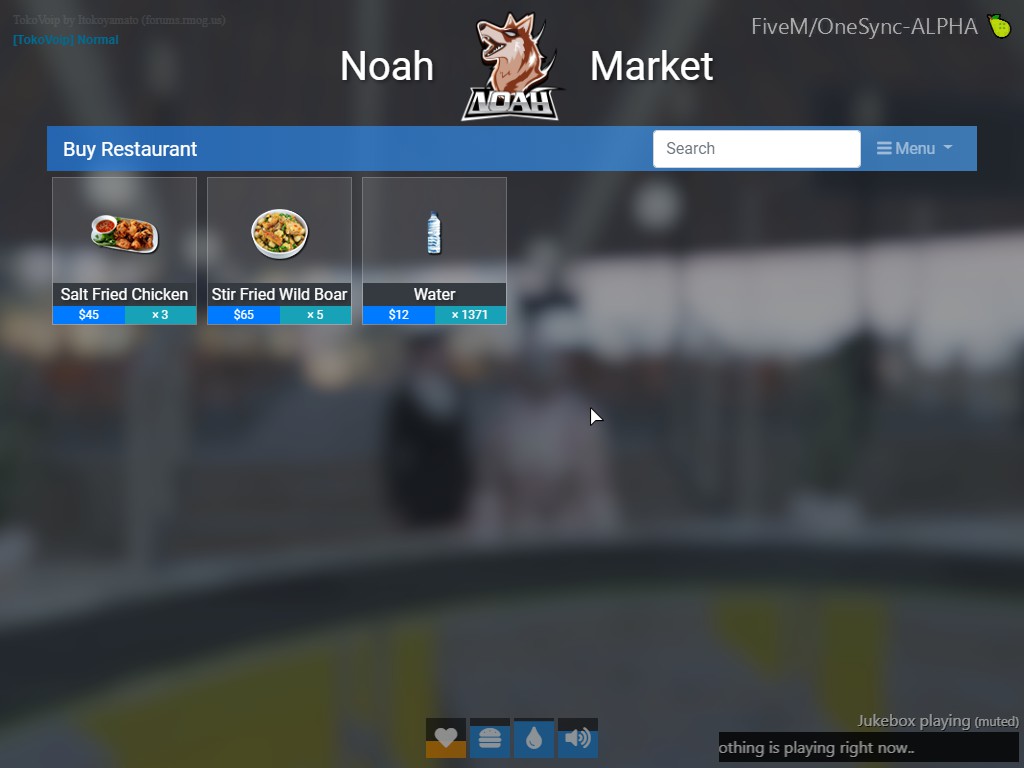 TokoVoip by Itokoyamato (forums.rmog.us)
[TokoVoip] Normal
FiveM/OneSync-ALPHA
Noah
NOAH
Market
Buy Restaurant
Search
Menu
Salt Fried Chicken
Stir Fried Wild Boar
Water
$45
× 3
$65
× 5
$12
× 1371
Jukebox playing (muted)
othing is playing right now..